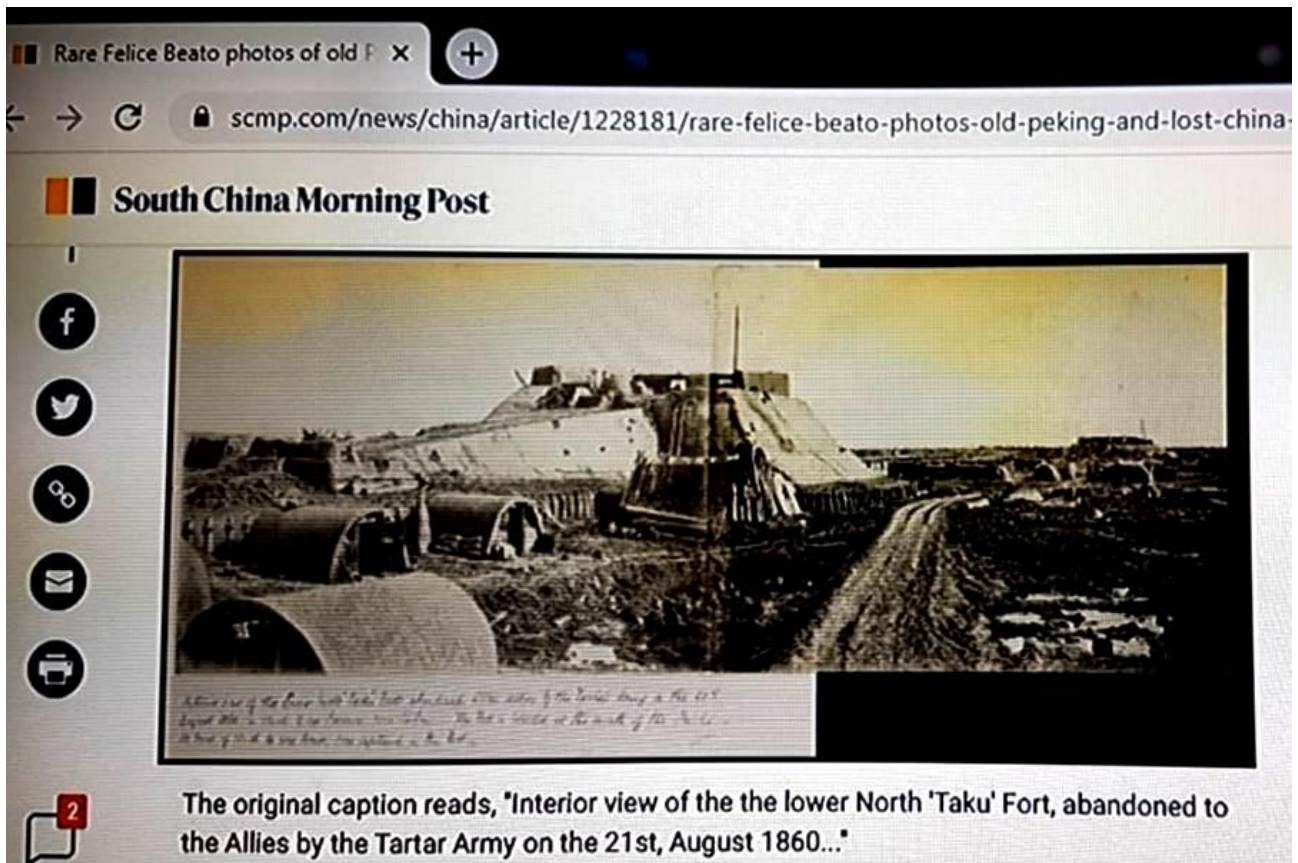 Rare Felice Beato photos of old
scmp.com/news/china/article/1228181/rare-felice-beato-photos-old-peking-and-lost-china-
South China Morning Post
2
The original caption reads, "Interior view of the the lower North 'Taku' Fort, abandoned to
the Allies by the Tartar Army on the 21st, August 1860..."